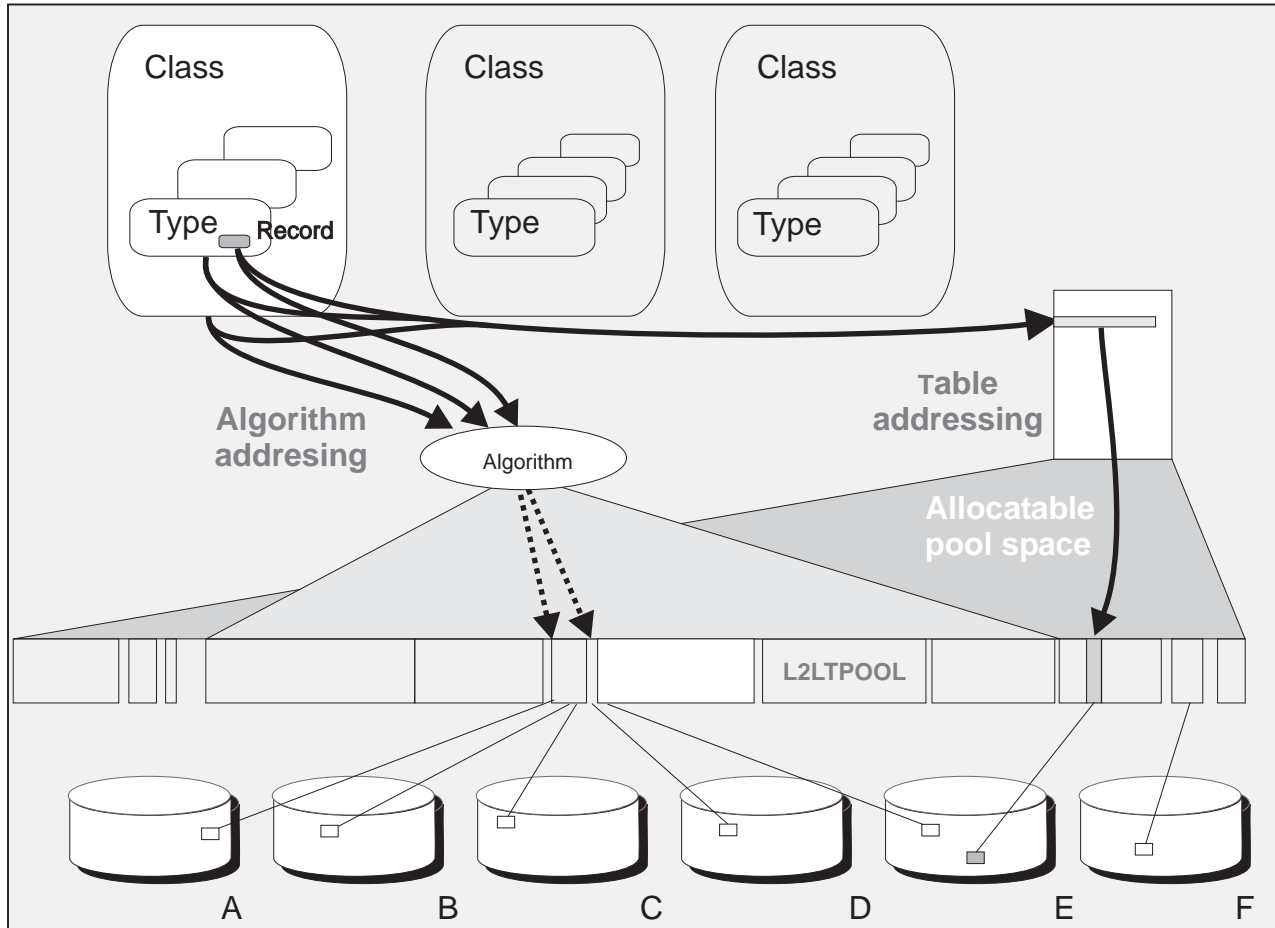 Class
Class
Class
Type
Record
Type
Type
Algorithm
addresing
Table
addressing
Algorithm
Allocatable
pool space
L2LTPOOL
A
B
C
D
E
F